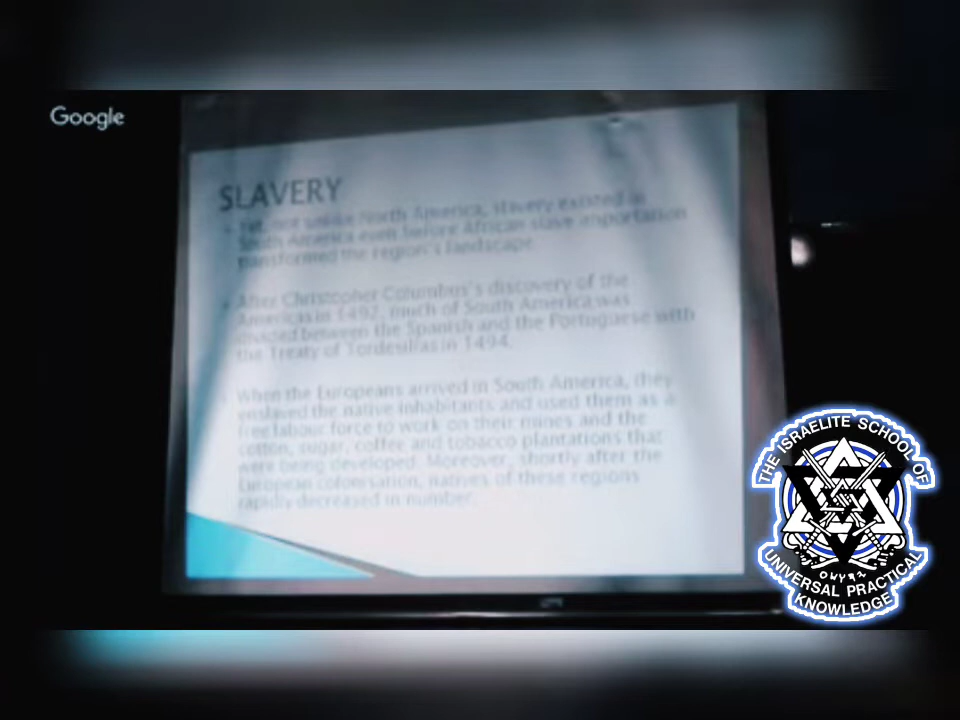 Google
SLAVERY
Yet, not unlike North America, slavery existed in
South America even before African slave importation
transformed the region's landscape.
After Christopher Columbus's discovery of the
Americas in 1492, much of South America was
divided between the Spanish and the Portuguese with
the Treaty of Tordesillas in 1494.
When the Europeans arrived in South America, they
enslaved the native inhabitants and used them as a
free labour force to work on their mines and the
cotton, sugar, coffee and tobacco plantations that
were being developed. Moreover, shortly after the
European colonisation, natives of these regions
rapidly decreased in number.
THE ISRAELITE SCHOOL OF
UNIVERSAL PRACTICAL
KNOWLEDGE